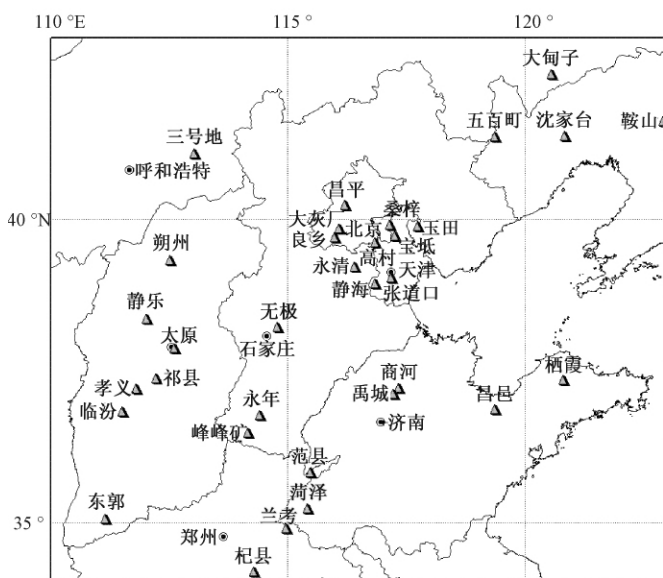 110 °E
115 °
120 °
大甸子
五百町
沈家台
鞍山
三号地
呼和浩特
昌平
40 °N
桑梓
大灰厂
北京
玉田
良乡
宝坻
朔州
高村
永清
天津
静海
张道口
静乐
无极
太原
石家庄
商河
栖霞
祁县
孝义
禹城
昌邑
临汾
永年
济南
峰峰矿
范县
菏泽
东郭
兰考
35 °
郑州
杞县